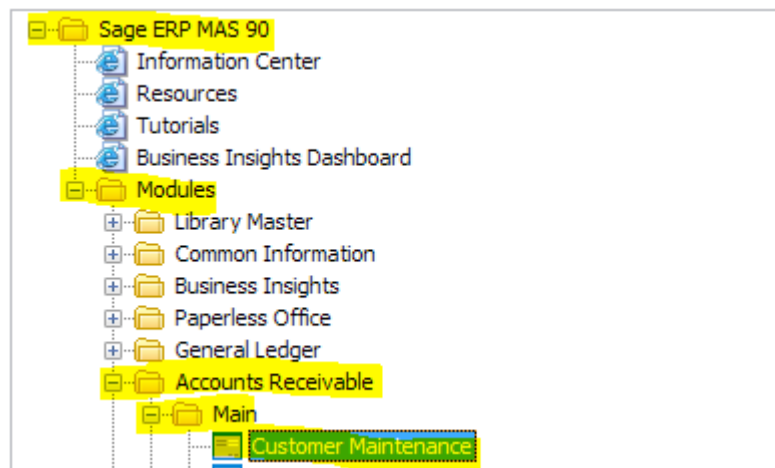 Sage ERP MAS 90
Information Center
Resources
Tutorials
Business Insights Dashboard
Modules
Library Master
Common Information
Business Insights
Paperless Office
General Ledger
Accounts Receivable
Main
Customer Maintenance